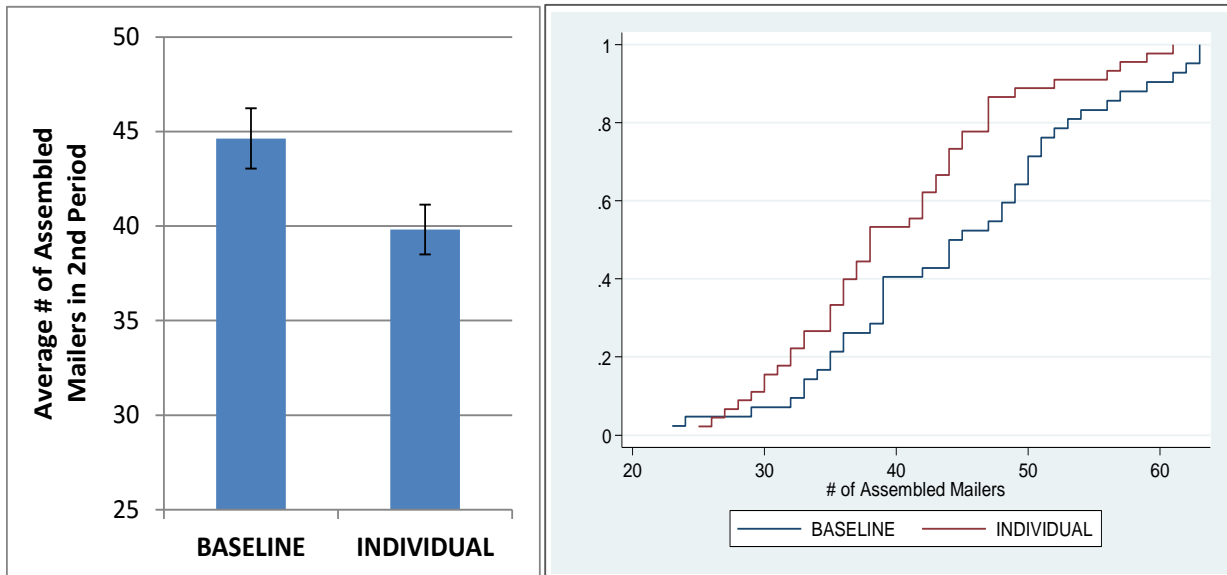 Average # of Assembled
Mailers in 2nd Period
50
45
40
35
30
25
BASELINE INDIVIDUAL
1
.8
.6
.4
.2
0
20 30 40 50 60
# of Assembled Mailers
BASELINE INDIVIDUAL